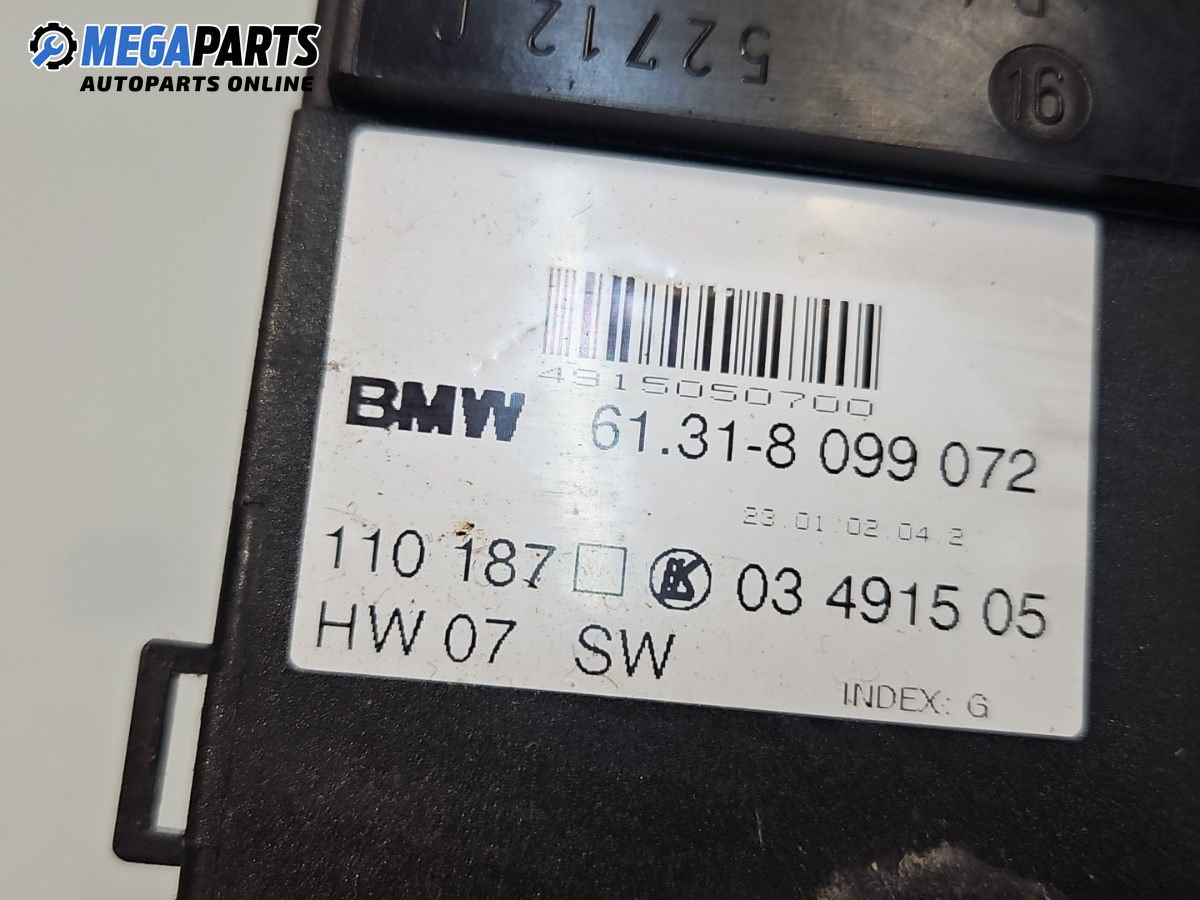 MEGAPARTS
AUTOPARTS ONLINE
52712
16
4915050700
BMW 61.31-8 099 072
23.01.02.04.2
110 187 03 4915 05
HW 07 SW
INDEX: G